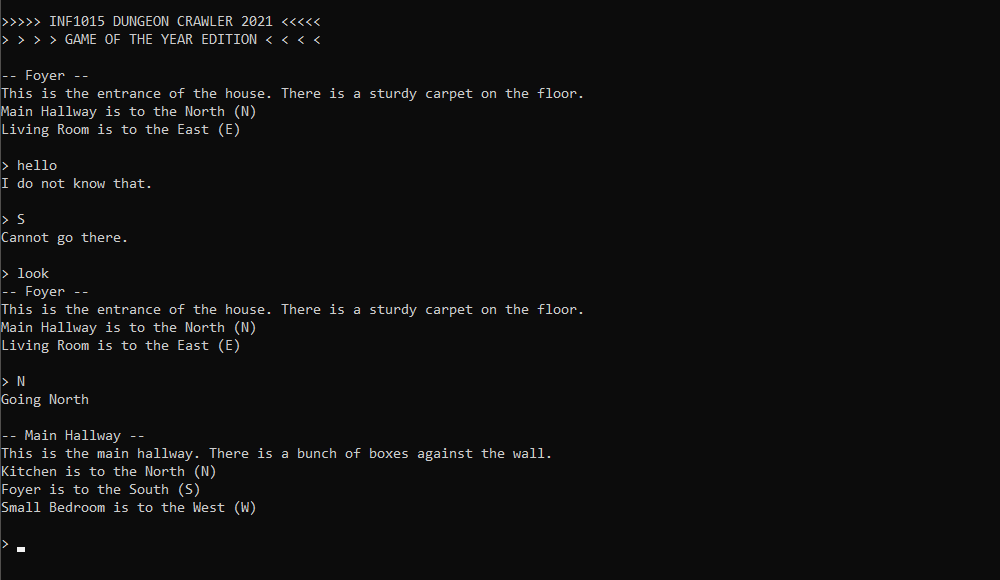 >>>>> INF1015 DUNGEON CRAWLER 2021 <<<<<
> > > > GAME OF THE YEAR EDITION < < < <
-- Foyer --
This is the entrance of the house. There is a sturdy carpet on the floor.
Main Hallway is to the North (N)
Living Room is to the East (E)
> hello
I do not know that.
> S
Cannot go there.
> look
-- Foyer --
This is the entrance of the house. There is a sturdy carpet on the floor.
Main Hallway is to the North (N)
Living Room is to the East (E)
> N
Going North
-- Main Hallway --
This is the main hallway. There is a bunch of boxes against the wall.
Kitchen is to the North (N)
Foyer is to the South (S)
Small Bedroom is to the West (W)
>